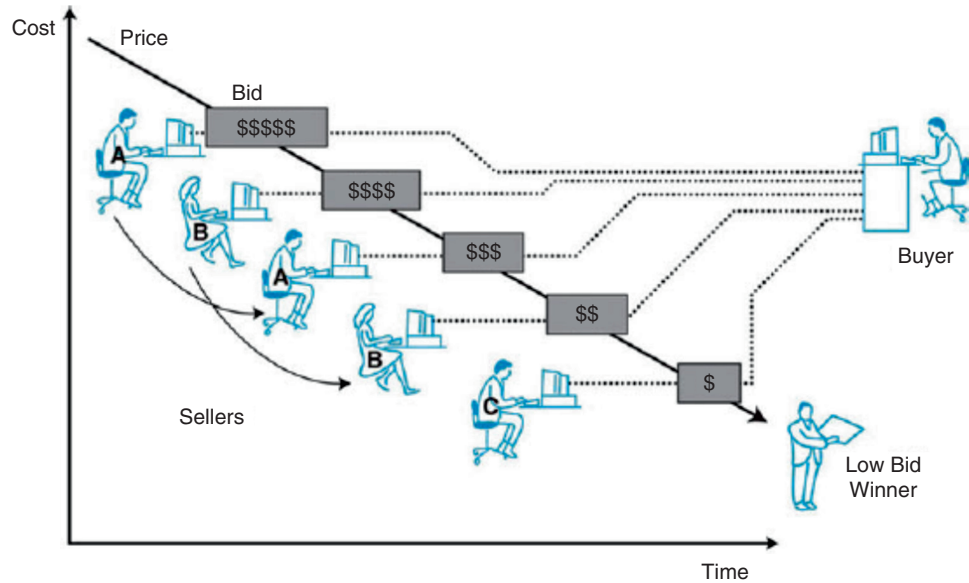 Cost
Price
Bid
$$$$$
A
$$$$
B
$$$
A
Buyer
$$
B
$
C
Sellers
Low Bid
Winner
Time